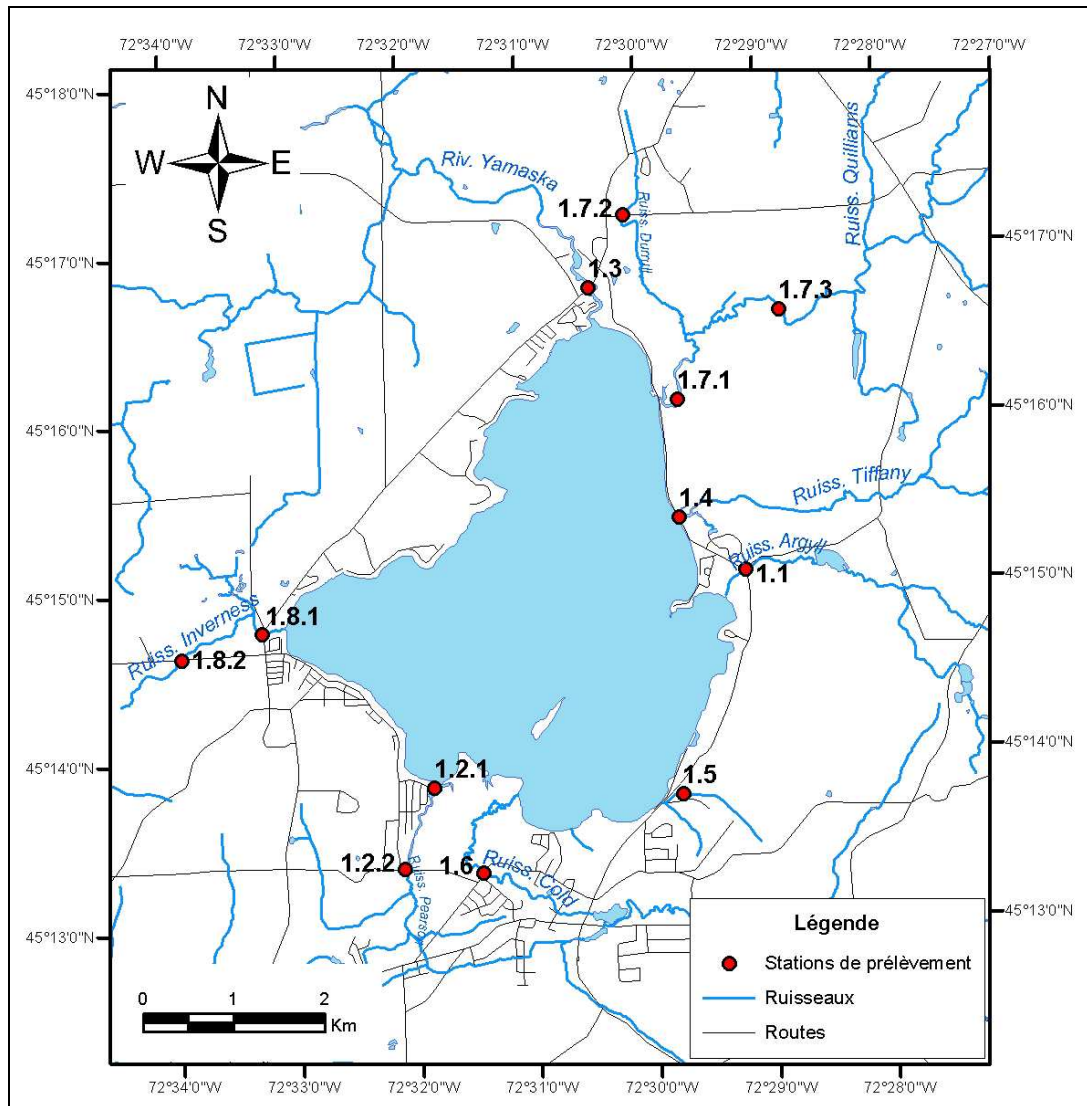 72°34'0"W 72°33'0"W 72°32'0"W 72°31'0"W 72°30'0"W 72°29'0"W 72°28'0"W 72°27'0"W
45°18'0"N
N
W E
S
Riv. Yamaska
Ruiss. Quilliams
1.7.2
Ruiss. Dumull
45°17'0"N
45°17'0"N
1.3
1.7.3
1.7.1
45°16'0"N
45°16'0"N
Ruiss. Tiffany
1.4
Ruiss. Argyll
1.1
45°15'0"N
45°15'0"N
Ruiss. Inverness
1.8.1
1.8.2
45°14'0"N
45°14'0"N
1.2.1
1.5
1.2.2
Ruiss. Pearson
1.6
Ruiss. Cold
45°13'0"N
45°13'0"N
Légende
Stations de prélèvement
Ruisseaux
Routes
0 1 2
Km
72°34'0"W 72°33'0"W 72°32'0"W 72°31'0"W 72°30'0"W 72°29'0"W 72°28'0"W